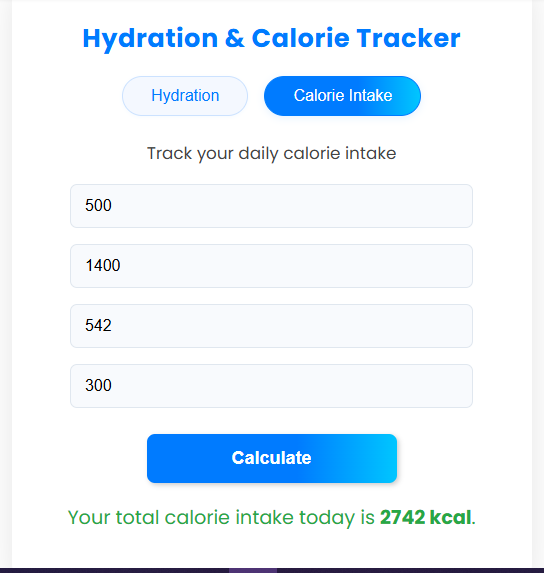 Hydration & Calorie Tracker
Hydration Calorie Intake
Track your daily calorie intake
500
1400
542
300
Calculate
Your total calorie intake today is 2742 kcal.